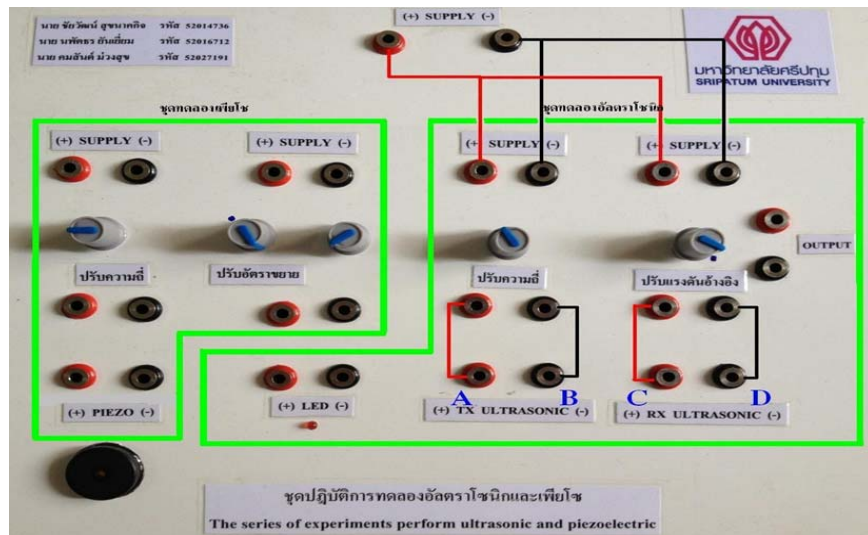 นาย ชัยวัฒน์ สุขนาคกิจ รหัส 52014736
นาย นพัตธร ยันเอี่ยม รหัส 52016712
นาย คมสันต์ ม่วงสุข รหัส 52027191
(+) SUPPLY (-)
มหาวิทยาลัยศรีปทุม
SRIPATUM UNIVERSITY
ชุดทดลองเพียโซ
ชุดทดลองอัลตราโซนิก
(+) SUPPLY (-)
(+) SUPPLY (-)
(+) SUPPLY (-)
(+) SUPPLY (-)
OUTPUT
ปรับความถี่
ปรับอัตราขยาย
ปรับความถี่
ปรับแรงดันอ้างอิง
A
B
C
D
(+) PIEZO (-)
(+) LED (-)
(+) TX ULTRASONIC (-)
(+) RX ULTRASONIC (-)
ชุดปฎิบัติการทดลองอัลตราโซนิกและเพียโซ
The series of experiments perform ultrasonic and piezoelectric